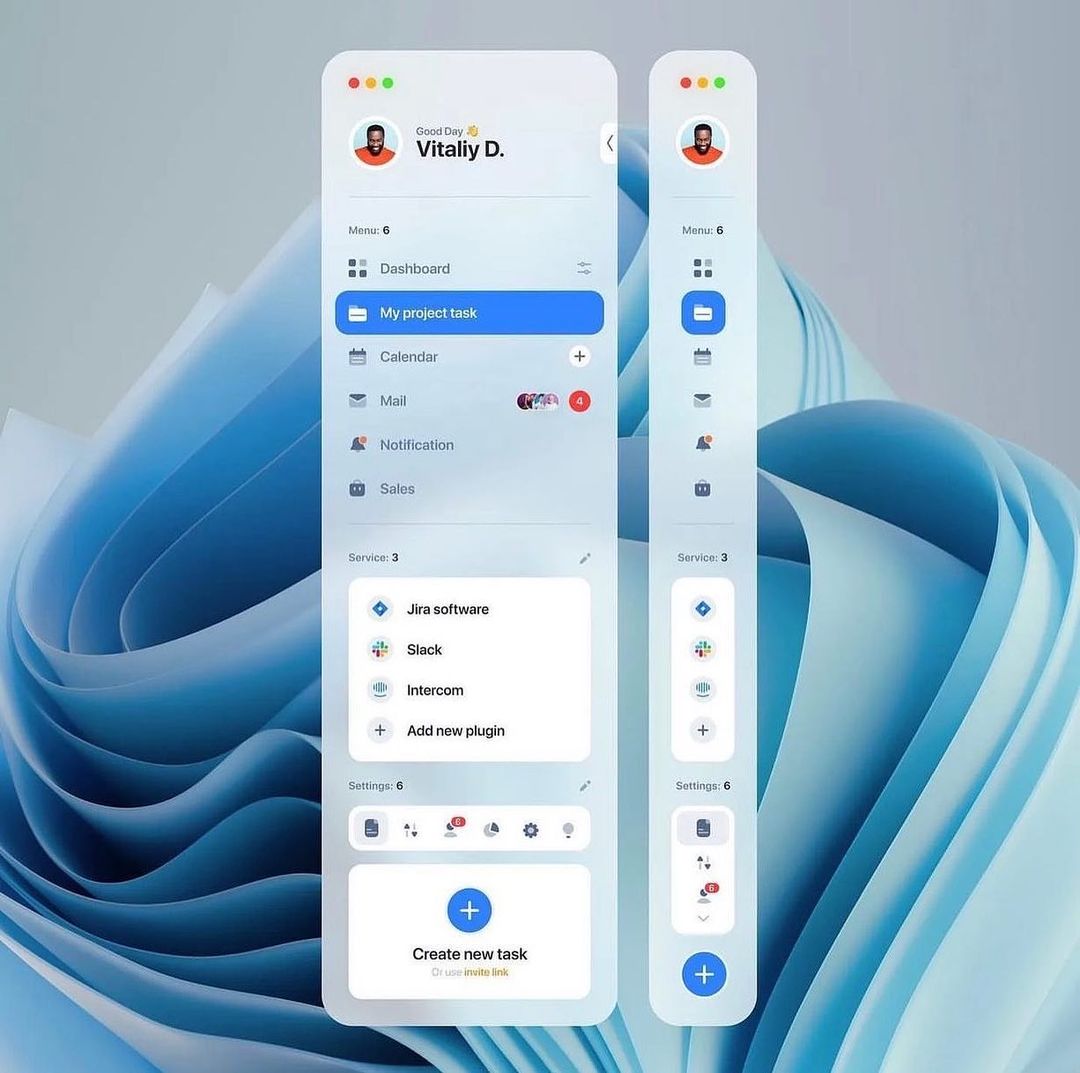 Good Day 👋
Vitaliy D.
Menu: 6
Dashboard
My project task
Calendar
Mail
4
Notification
Sales
Service: 3
Jira software
Slack
Intercom
Add new plugin
Settings: 6
6
Create new task
Or use invite link
Menu: 6
Service: 3
Settings: 6
6